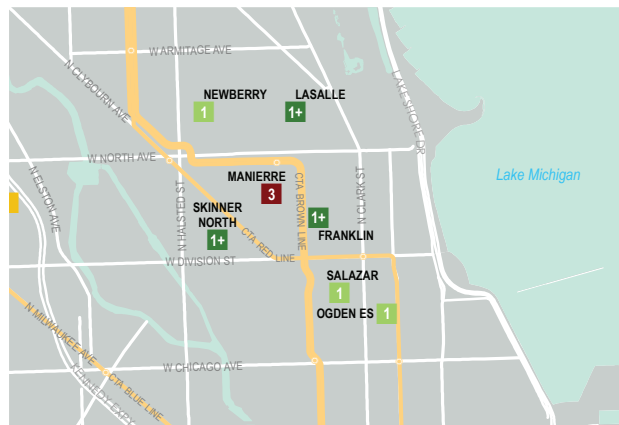 W ARMITAGE AVE
N CLYBOURN AVE
LAKE SHORE DR
NEWBERRY
1
LASALLE
1+
W NORTH AVE
N ELSTON AVE
N HALSTED ST
MANIERRE
3
CTA BROWN LINE
N CLARK ST
Lake Michigan
SKINNER
NORTH
1+
1+
FRANKLIN
CTA RED LINE
W DIVISION ST
SALAZAR
1
OGDEN ES
1
N MILWAUKEE AVE
W CHICAGO AVE
CTA BLUE LINE
KENNEDY EXPY